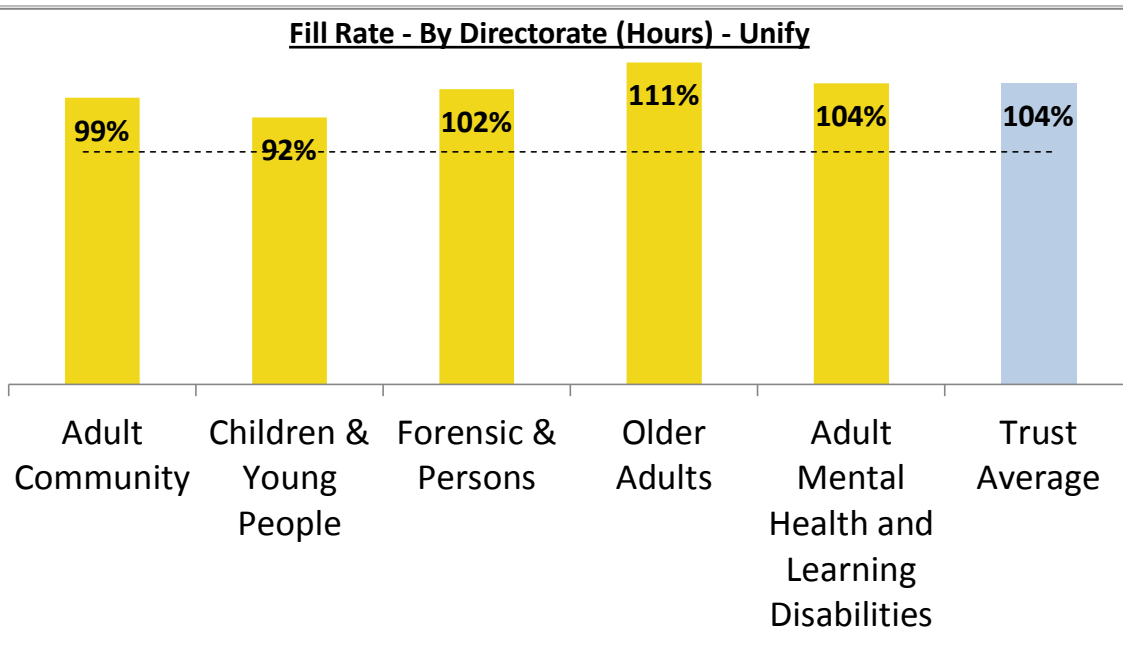 Fill Rate - By Directorate (Hours) - Unify
99%
92%
102%
111%
104%
104%
Adult
Community
Children &
Young
People
Forensic &
Persons
Older
Adults
Adult
Mental
Health and
Learning
Disabilities
Trust
Average